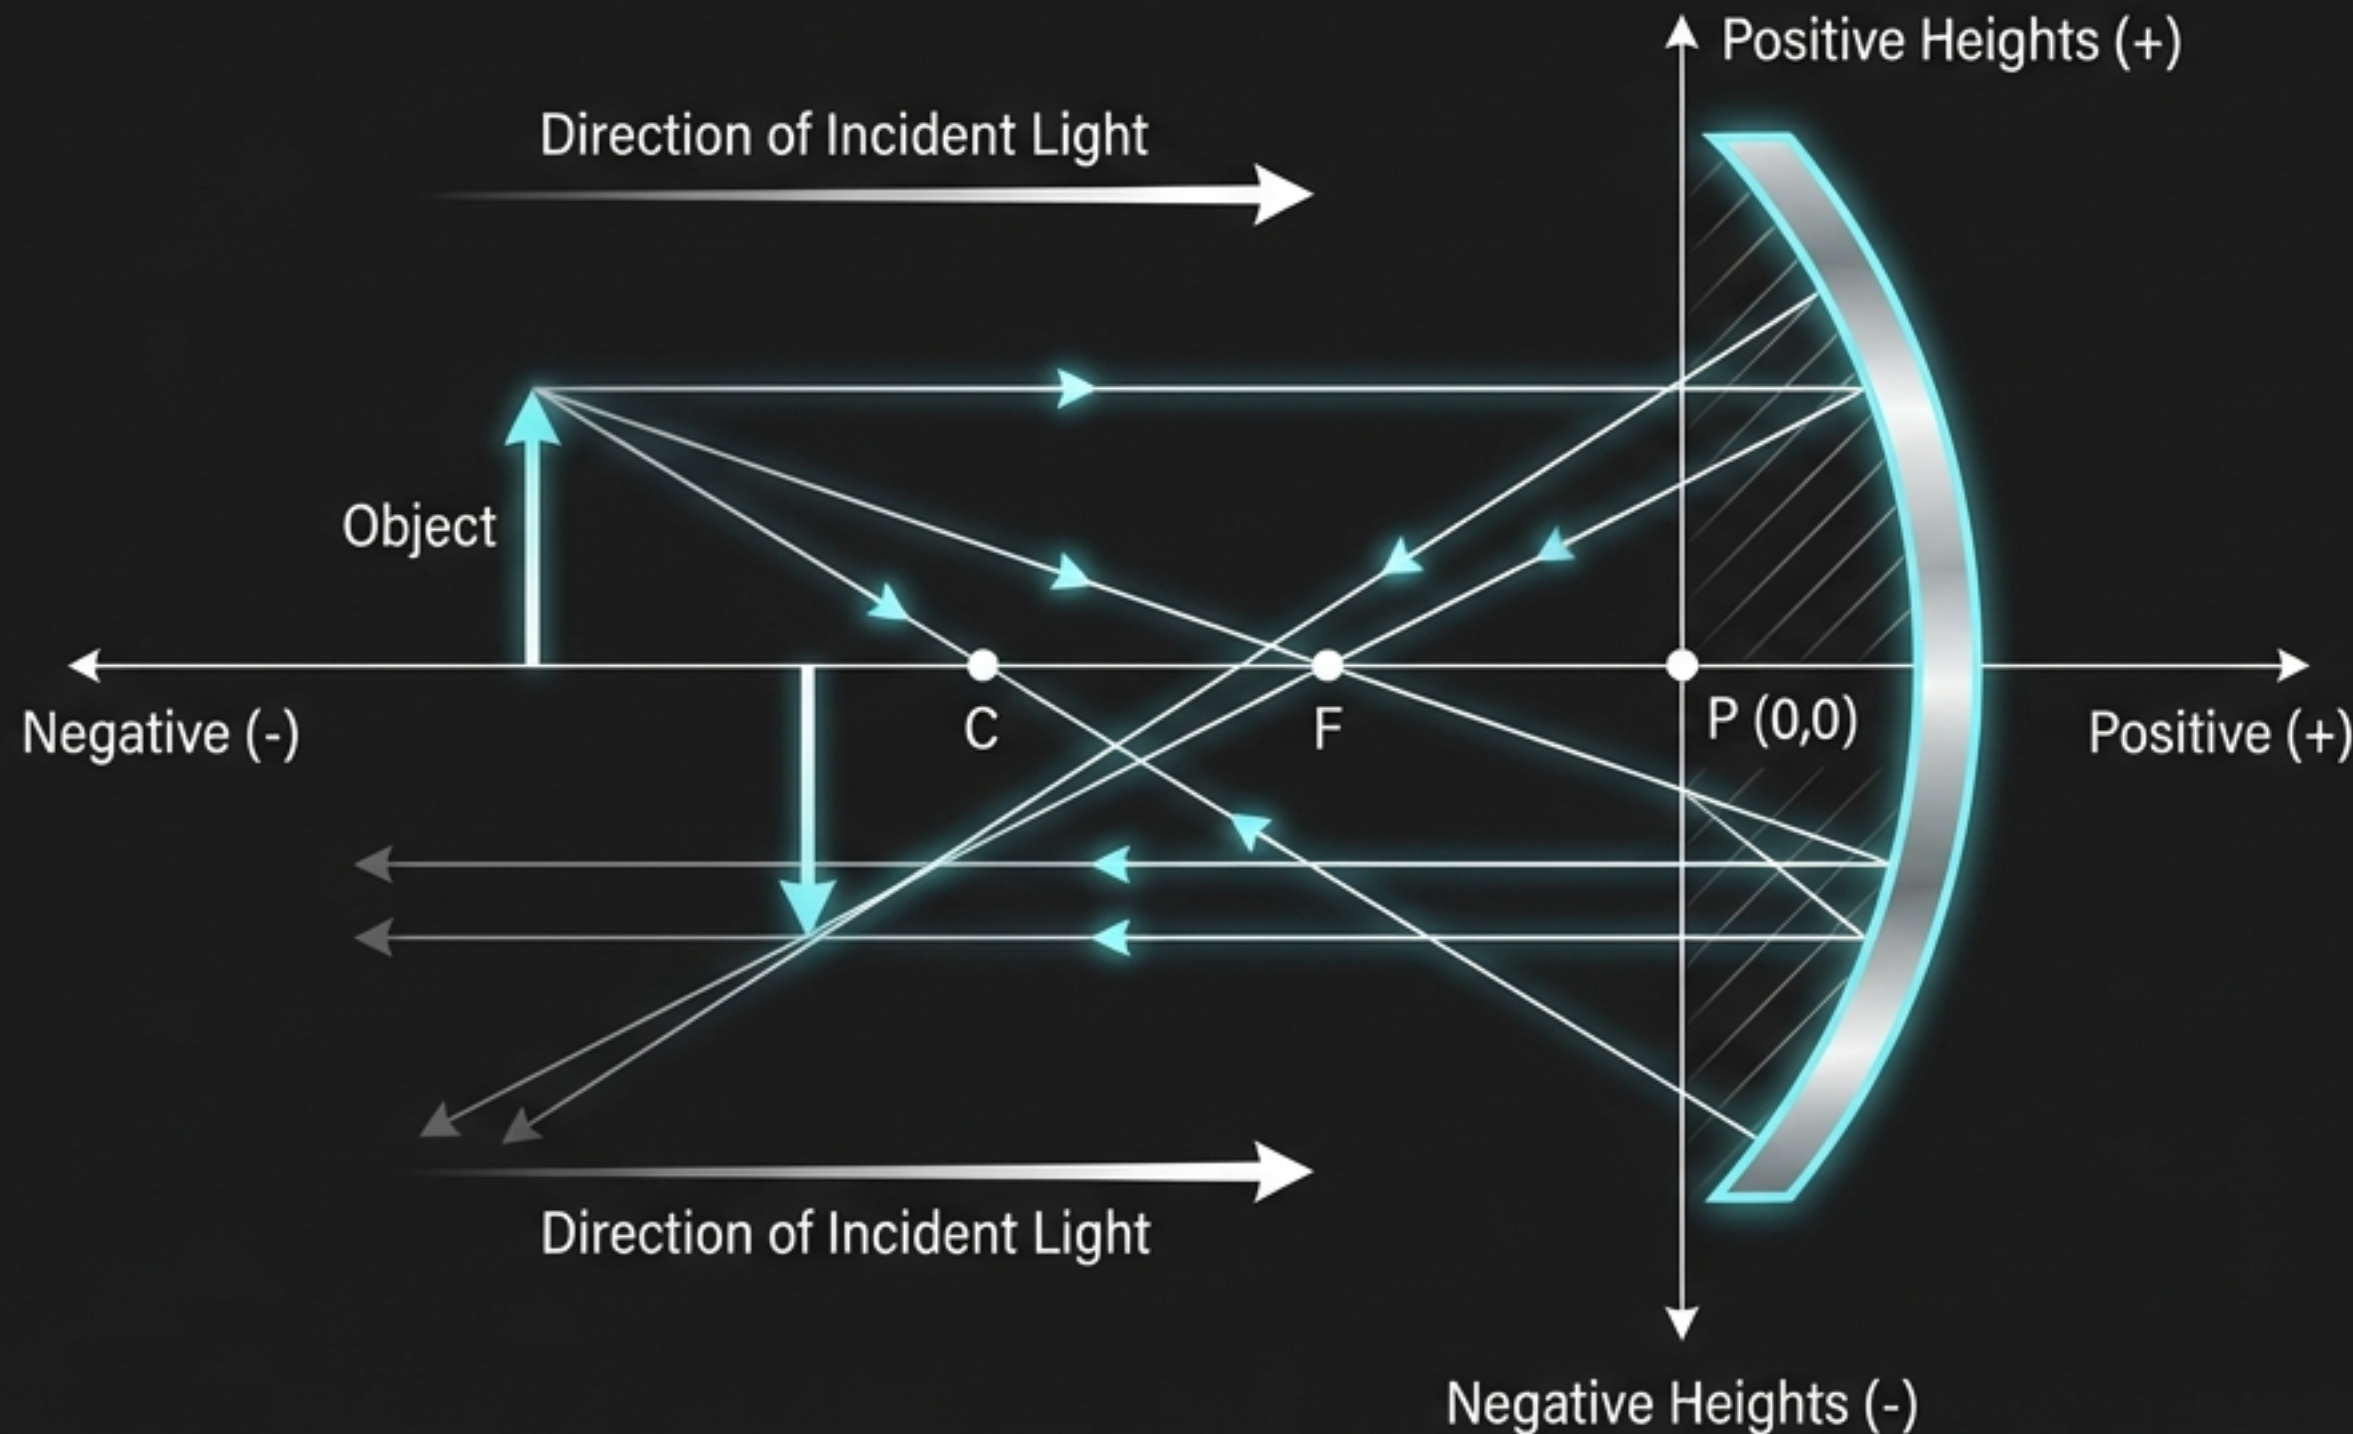 Positive Heights (+)
Direction of Incident Light
Object
Negative (-)
C
F
P (0,0)
Positive (+)
Direction of Incident Light
Negative Heights (-)